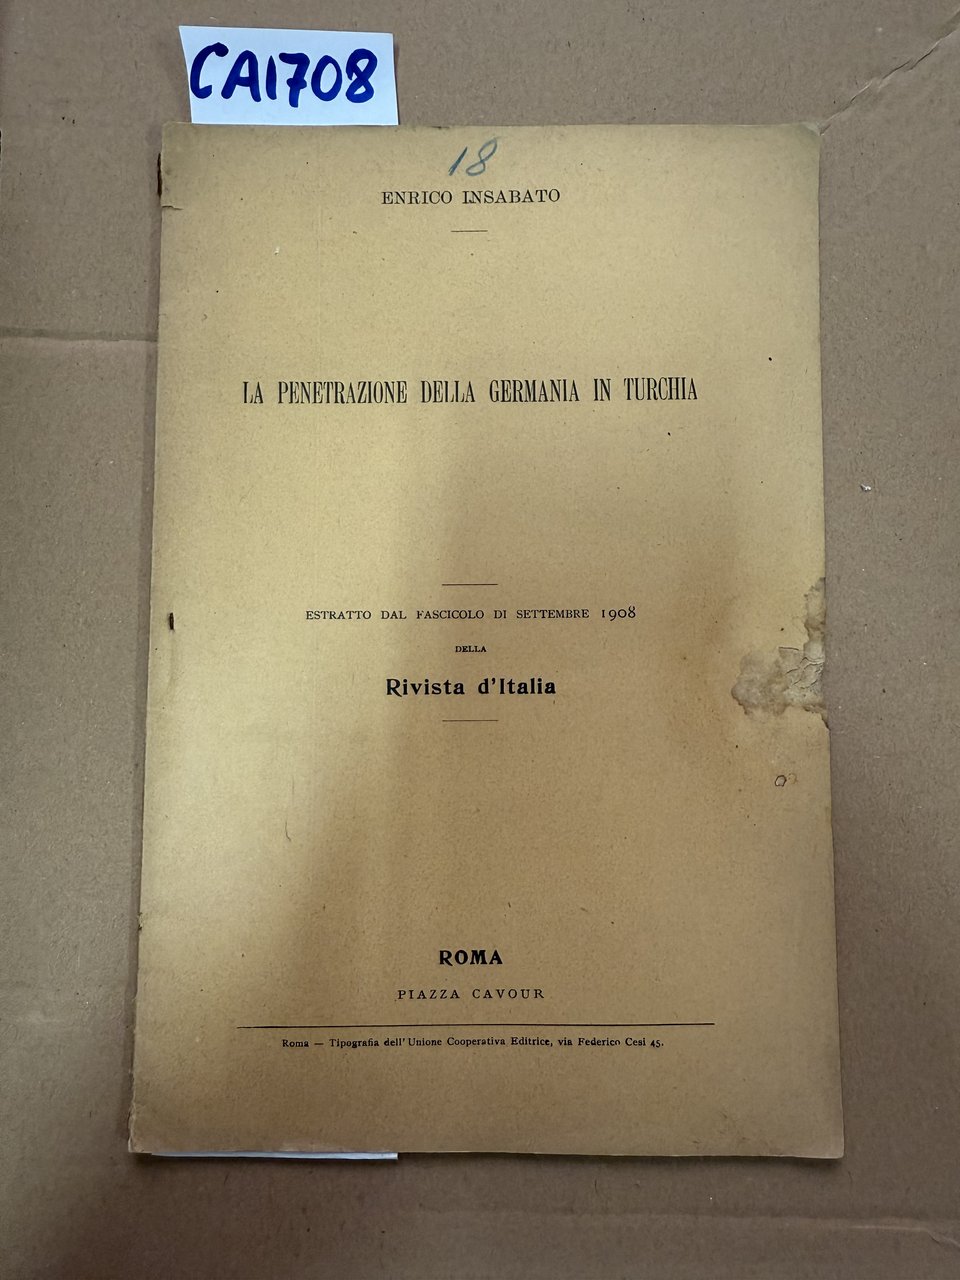 CA1708
18
ENRICO INSABATO
LA PENETRAZIONE DELLA GERMANIA IN TURCHIA
ESTRATTO DAL FASCICOLO DI SETTEMBRE 1908
DELLA
Rivista d'Italia
ROMA
PIAZZA CAVOUR
Roma — Tipografia dell' Unione Cooperativa Editrice, via Federico Cesi 45.